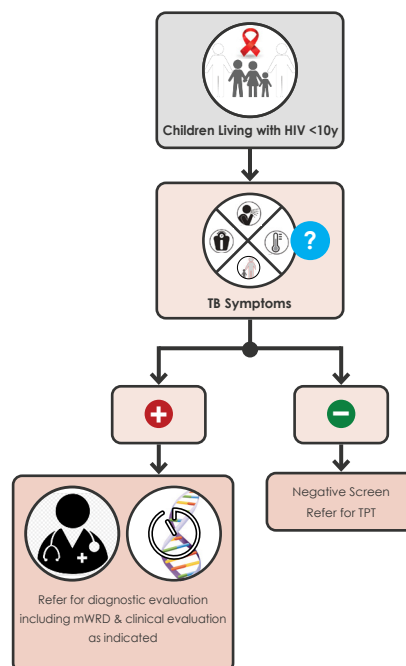 Children Living with HIV <10y
?
TB Symptoms
+
−
Negative Screen
Refer for TPT
Refer for diagnostic evaluation
including mWRD & clinical evaluation
as indicated